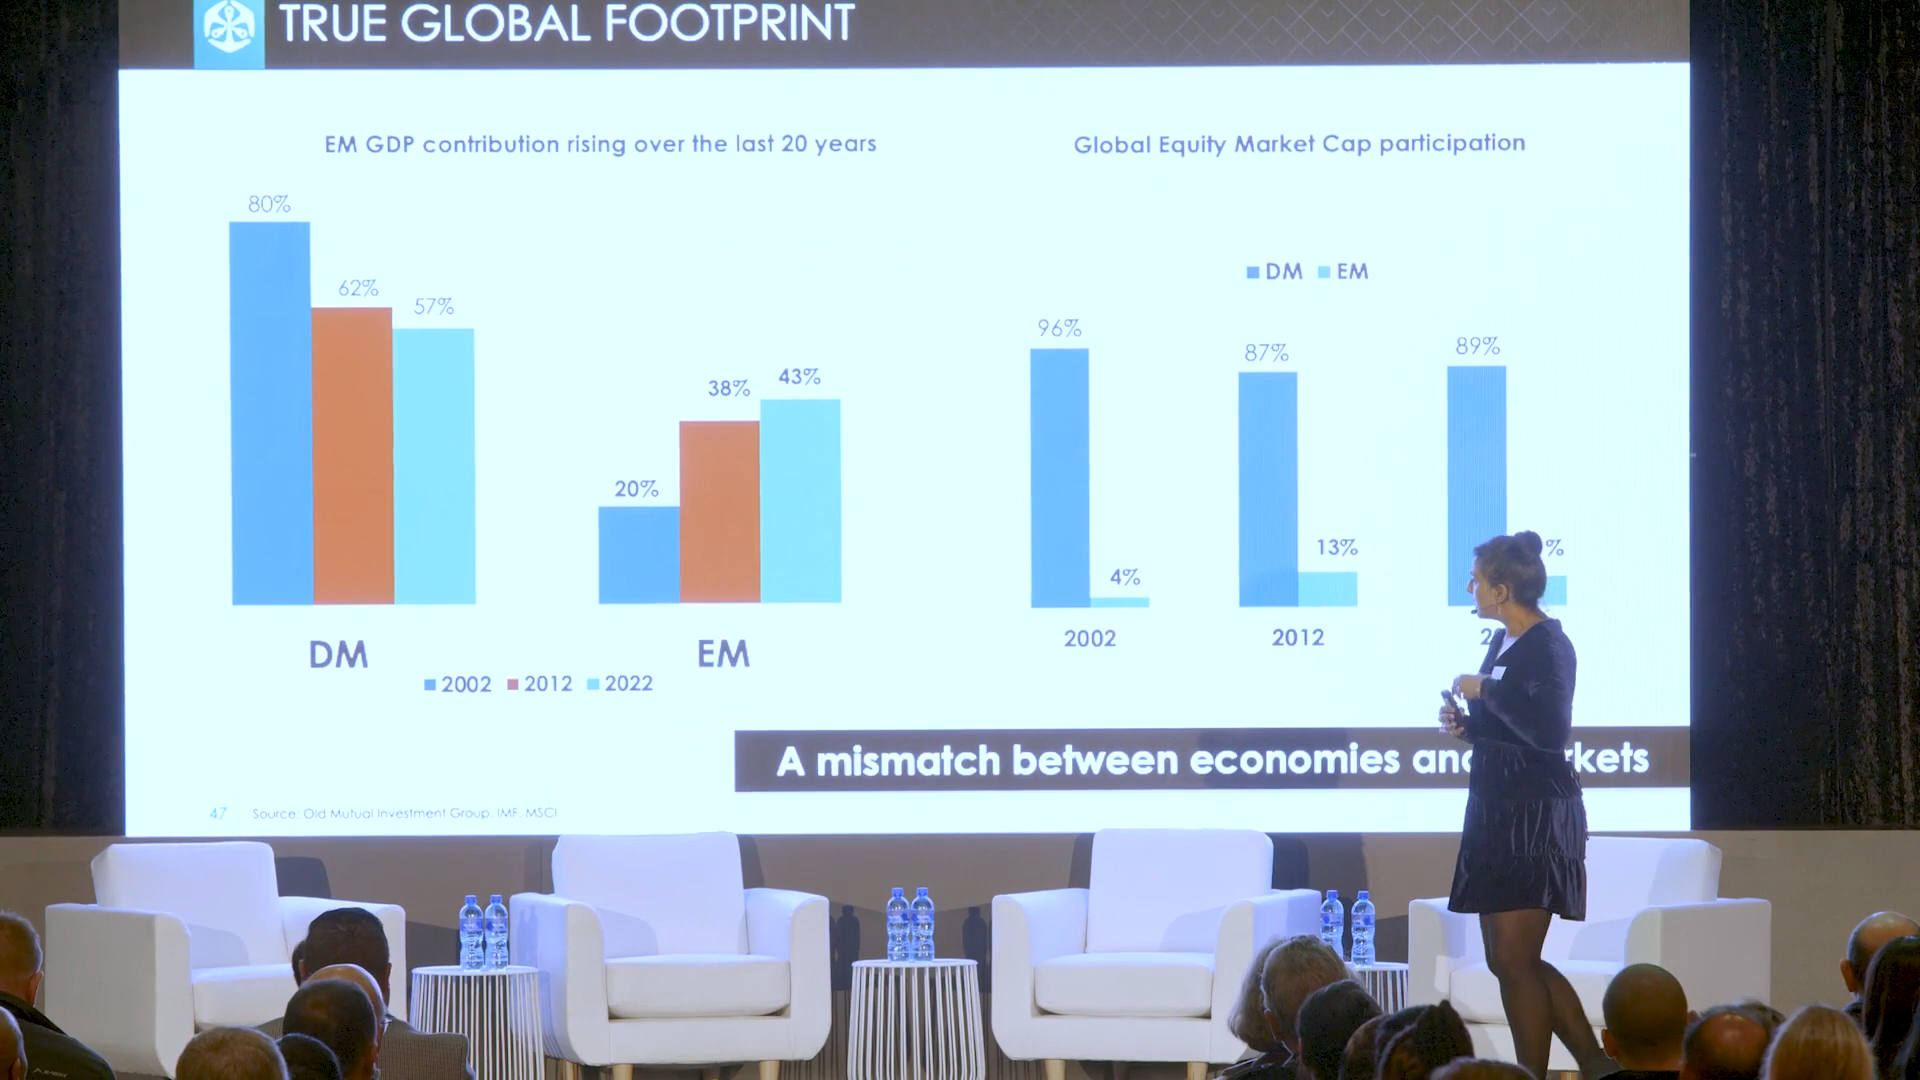 TRUE GLOBAL FOOTPRINT
EM GDP contribution rising over the last 20 years
80%
62%
57%
20%
38%
43%
DM
EM
2002 2012 2022
Global Equity Market Cap participation
DM EM
96%
4%
87%
13%
89%
%
2002
2012
A mismatch between economies
47 Source: Old Mutual Investment Group, IMF, MSCI